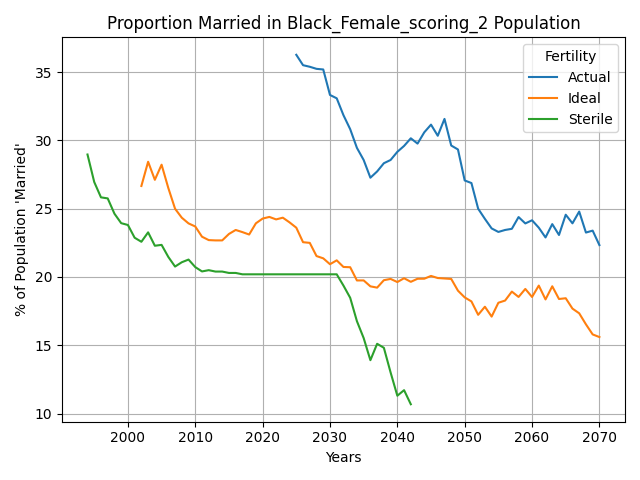 Proportion Married in Black_Female_scoring_2 Population
Fertility
Actual
Ideal
Sterile
% of Population 'Married'
35
30
25
20
15
10
2000 2010 2020 2030 2040 2050 2060 2070
Years